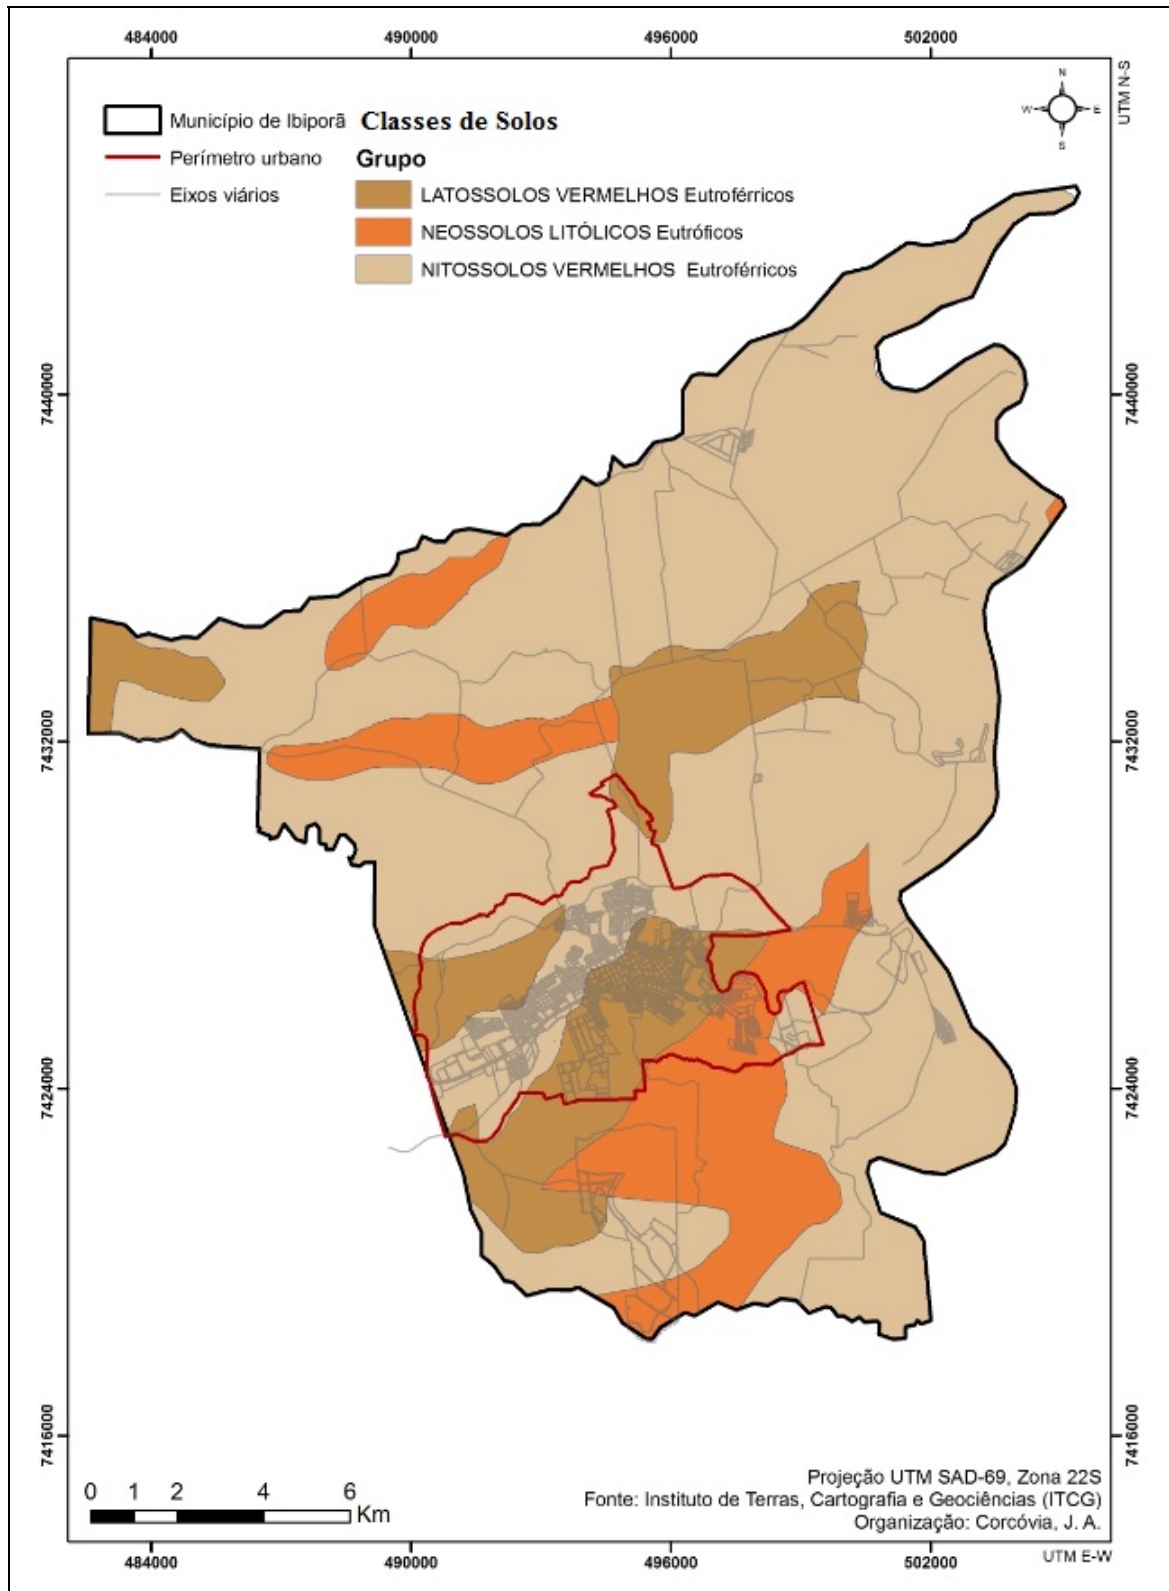 484000 490000 496000 502000
UTM N-S
N
W E
S
Município de Ibiporã
Perímetro urbano
Eixos viários
Classes de Solos
Grupo
LATOSSOLOS VERMELHOS Eutroférricos
NEOSSOLOS LITÓLICOS Eutróficos
NITOSSOLOS VERMELHOS Eutroférricos
7440000 7440000
7432000 7432000
7424000 7424000
7416000 7416000
0 1 2 4 6
Km
Projeção UTM SAD-69, Zona 22S
Fonte: Instituto de Terras, Cartografia e Geociências (ITCG)
Organização: Corcóvia, J. A.
484000 490000 496000 502000
UTM E-W